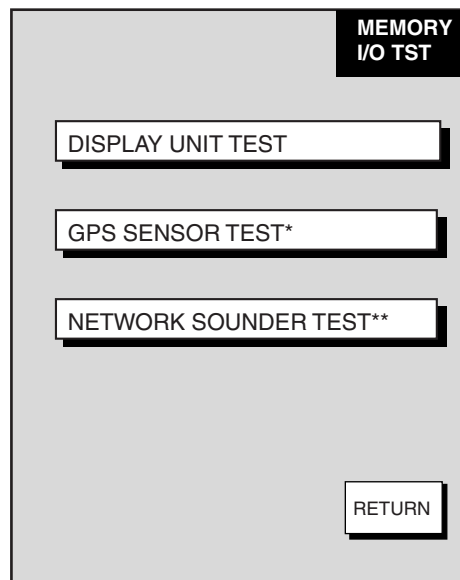 MEMORY
I/O TST
DISPLAY UNIT TEST
GPS SENSOR TEST*
NETWORK SOUNDER TEST**
RETURN